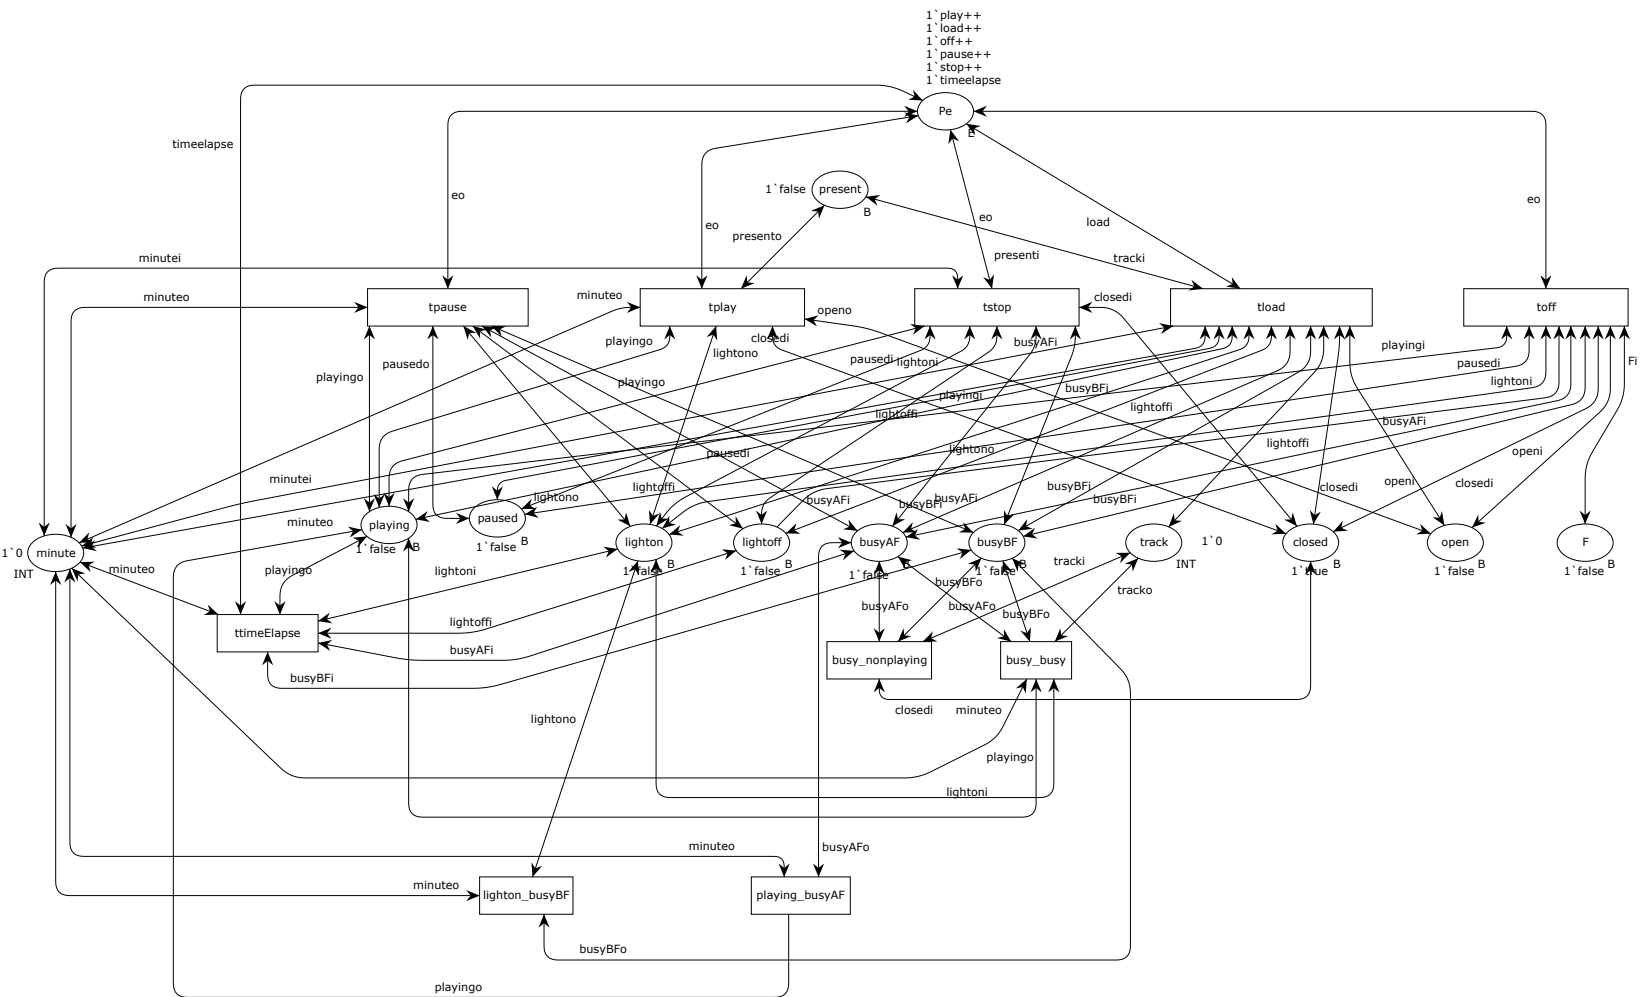 1`play++
1`load++
1`off++
1`pause++
1`stop++
1`timeelapse
Pe
E
timeelapse
1`false
present
B
eo
eo
eo
load
eo
presento
presenti
tracki
minutei
minuteo
minuteo
closedi
openo
tpause
tplay
tstop
tload
toff
playingo
closedi
lightono
busyAFi
playingi
Fi
playingo
pausedo
playingo
pausedi
lightoni
pausedi
lightoni
playingi
busyBFi
lightoffi
lightoffi
busyAFi
pausedi
lightono
lightoffi
openi
minutei
lightoffi
busyBFi
closedi
openi
closedi
lightono
busyAFi
busyBFi
busyAFi
busyBFi
minuteo
playing
1`false
B
paused
1`false
B
1`0
minute
INT
lighton
1`false
B
lightoff
1`false
B
busyAF
1`false
B
busyBF
1`false
B
track
INT
1`0
closed
1`true
B
open
1`false
B
F
1`false
B
minuteo
playingo
lightoni
tracki
busyBFo
tracko
busyAFo
busyAFo
busyBFo
ttimeElapse
lightoffi
busyAFi
busyBFi
busy_nonplaying
busy_busy
closedi
minuteo
lightono
playingo
lightoni
minuteo
busyAFo
minuteo
lighton_busyBF
playing_busyAF
busyBFo
playingo